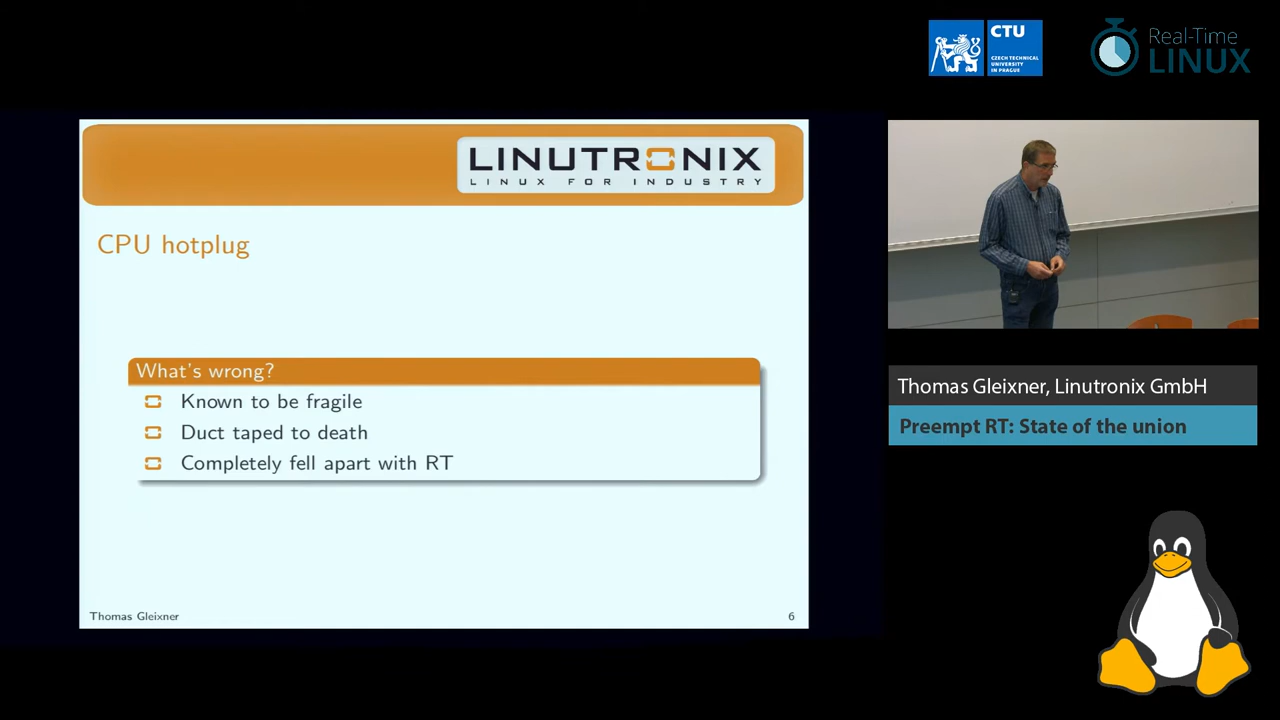 CTU
CZECH TECHNICAL
UNIVERSITY
IN PRAGUE
Real-Time
LINUX
LINUTRONIX
LINUX FOR INDUSTRY
CPU hotplug
What's wrong?
Known to be fragile
Duct taped to death
Completely fell apart with RT
Thomas Gleixner
6
Thomas Gleixner, Linutronix GmbH
Preempt RT: State of the union